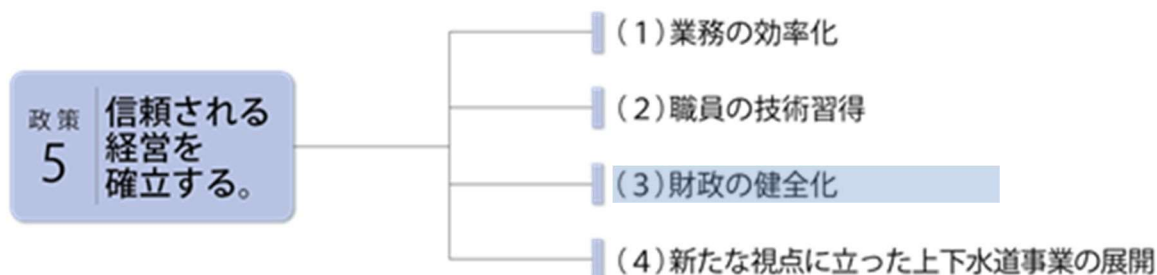 政策
5
信頼される
経営を
確立する。
(1)業務の効率化
(2)職員の技術習得
(3)財政の健全化
(4)新たな視点に立った上下水道事業の展開